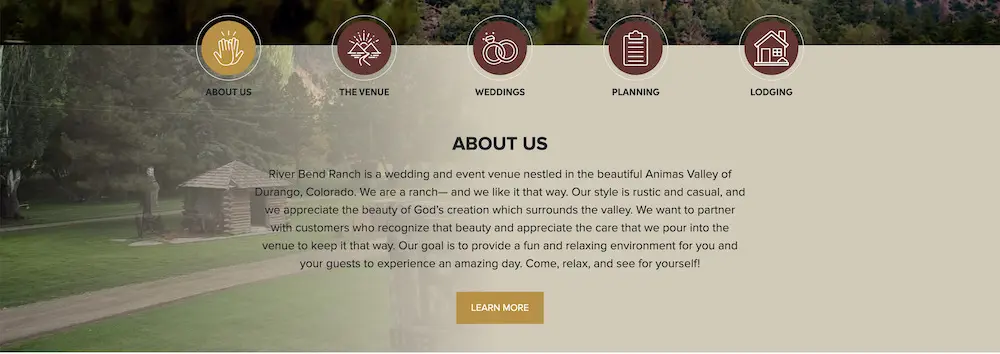 ABOUT US
THE VENUE
WEDDINGS
PLANNING
LODGING
ABOUT US
River Bend Ranch is a wedding and event venue nestled in the beautiful Animas Valley of
Durango, Colorado. We are a ranch— and we like it that way. Our style is rustic and casual, and
we appreciate the beauty of God's creation which surrounds the valley. We want to partner
with customers who recognize that beauty and appreciate the care that we pour into the
venue to keep it that way. Our goal is to provide a fun and relaxing environment for you and
your guests to experience an amazing day. Come, relax, and see for yourself!
LEARN MORE